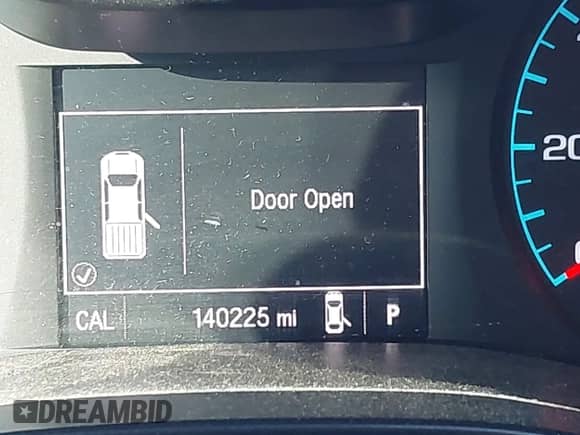 Door Open
CAL 140225 mi P
20
DREAMBID